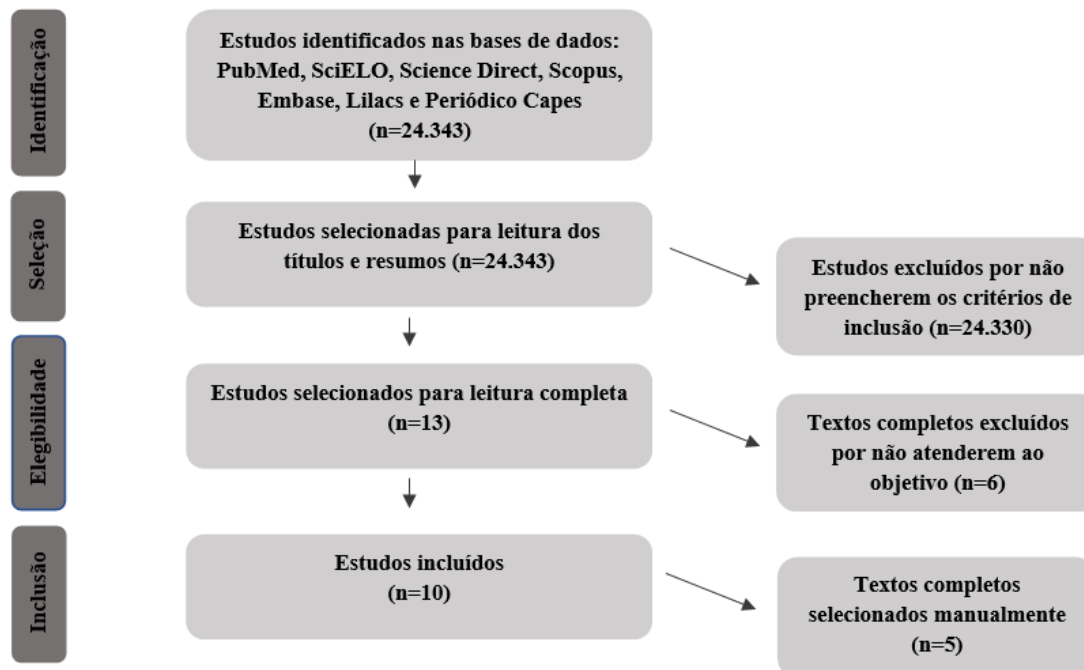 Identificação
Estudos identificados nas bases de dados:
PubMed, SciELO, Science Direct, Scopus,
Embase, Lilacs e Periódico Capes
(n=24.343)
Seleção
Estudos selecionadas para leitura dos
títulos e resumos (n=24.343)
Estudos excluídos por não
preencherem os critérios de
inclusão (n=24.330)
Elegibilidade
Estudos selecionados para leitura completa
(n=13)
Textos completos excluídos
por não atenderem ao
objetivo (n=6)
Inclusão
Estudos incluídos
(n=10)
Textos completos
selecionados manualmente
(n=5)